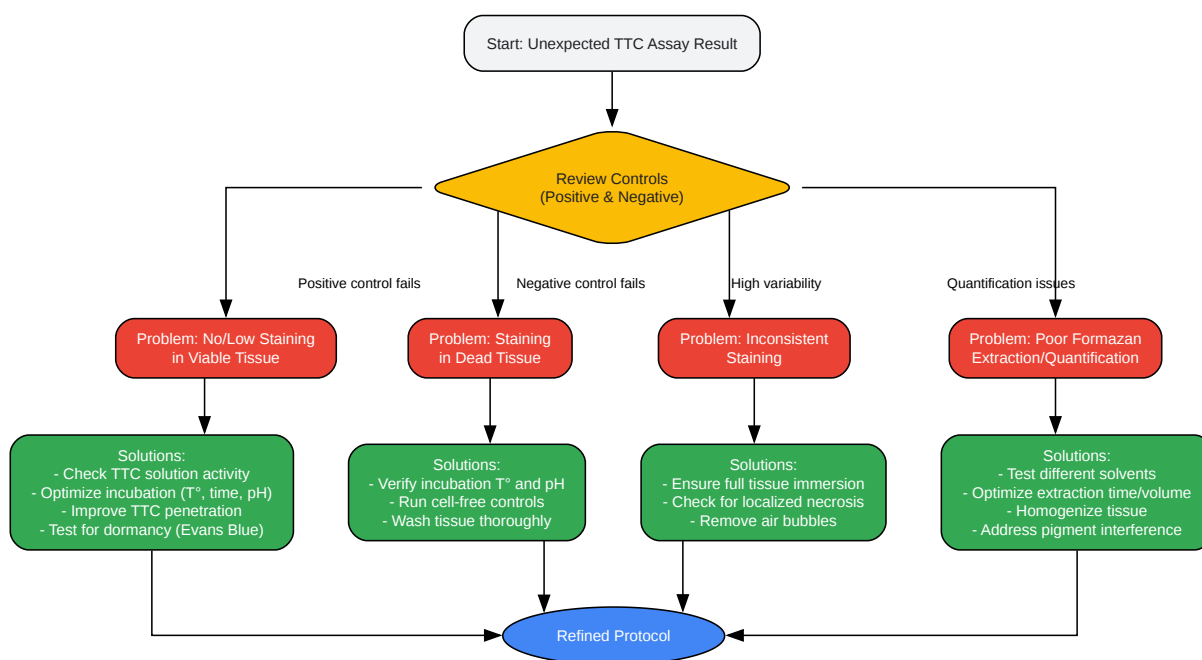 Start: Unexpected TTC Assay Result
Review Controls
(Positive & Negative)
Positive control fails
Negative control fails
High variability
Quantification issues
Problem: No/Low Staining
in Viable Tissue
Problem: Staining
in Dead Tissue
Problem: Inconsistent
Staining
Problem: Poor Formazan
Extraction/Quantification
Solutions:
- Check TTC solution activity
- Optimize incubation (T°, time, pH)
- Improve TTC penetration
- Test for dormancy (Evans Blue)
Solutions:
- Verify incubation T° and pH
- Run cell-free controls
- Wash tissue thoroughly
Solutions:
- Ensure full tissue immersion
- Check for localized necrosis
- Remove air bubbles
Solutions:
- Test different solvents
- Optimize extraction time/volume
- Homogenize tissue
- Address pigment interference
Refined Protocol